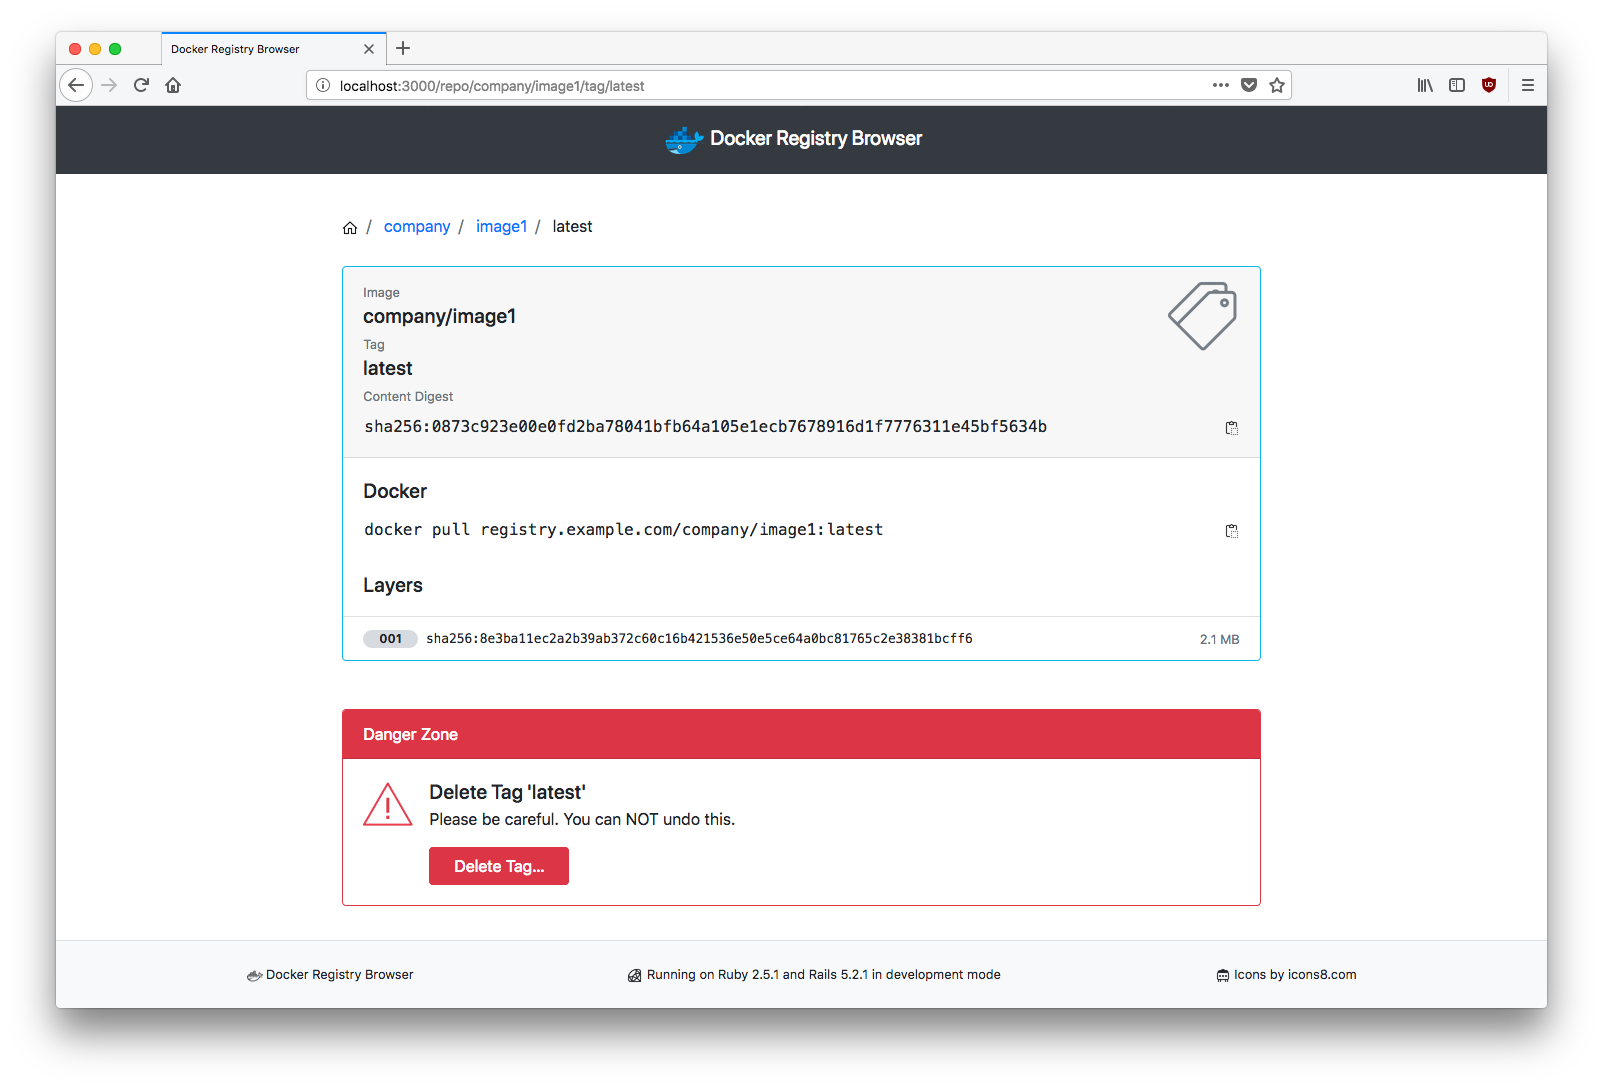 Docker Registry Browser
localhost:3000/repo/company/image1/tag/latest
Docker Registry Browser
/ company / image1 / latest
Image
company/image1
Tag
latest
Content Digest
sha256:0873c923e00e0fd2ba78041bfb64a105e1ecb7678916d1f7776311e45bf5634b
Docker
docker pull registry.example.com/company/image1:latest
Layers
001 sha256:8e3ba11ec2a2b39ab372c60c16b421536e50e5ce64a0bc81765c2e38381bcff6 2.1 MB
Danger Zone
Delete Tag 'latest'
Please be careful. You can NOT undo this.
Delete Tag...
Docker Registry Browser Running on Ruby 2.5.1 and Rails 5.2.1 in development mode Icons by icons8.com